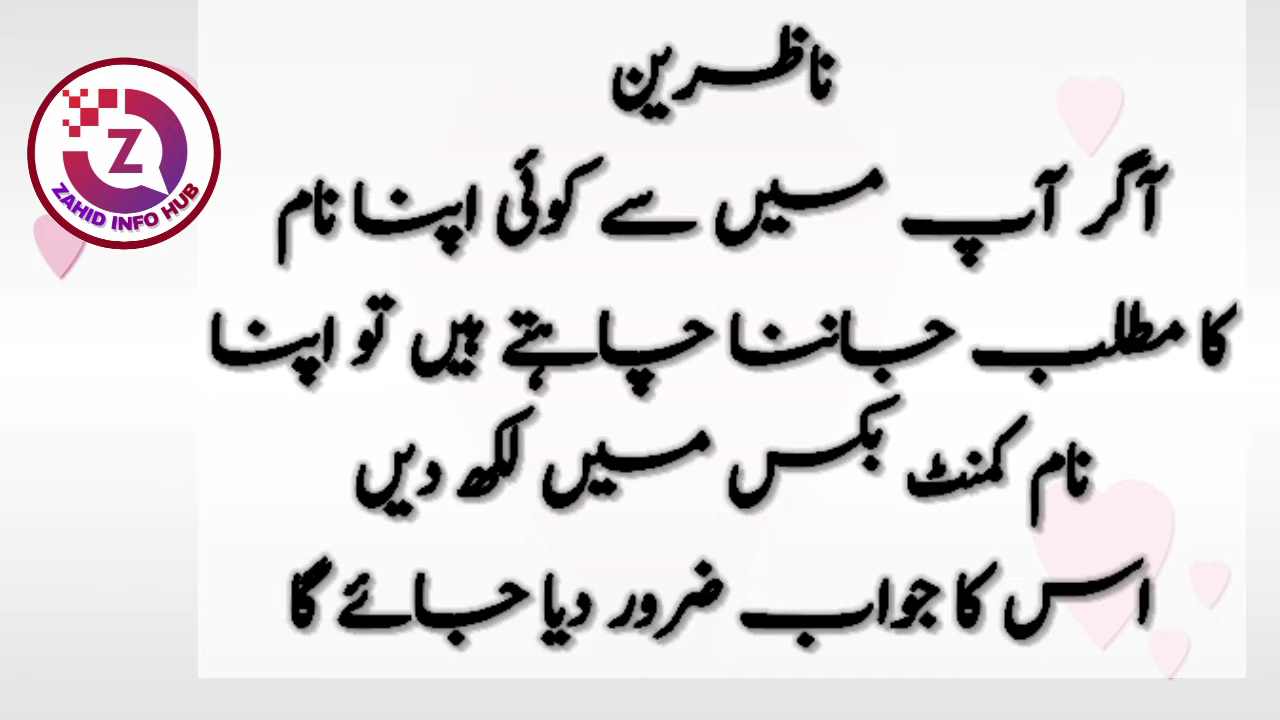 Z
ZAHID INFO HUB
ناظرین
آگر آپ میں سے کوئی اپنا نام
کا مطلب جاننا چاہتے ہیں تو اپنا
نام کمنٹ بکس میں لکھ دیں
اس کا جواب ضرور دیا جائے گا